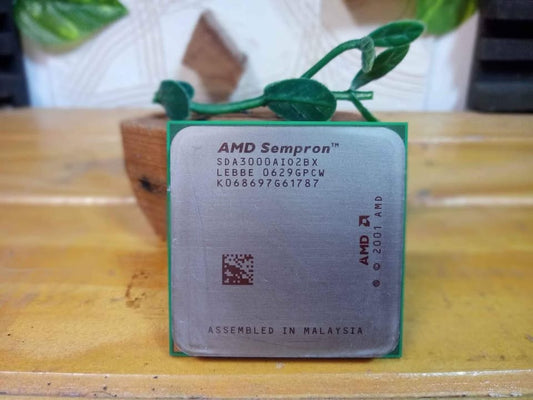 AMD Sempron™
SDA3000AIO2BX
LEBBE 0629GPCW
K068697G61787
AMD
© © 2001 AMD
ASSEMBLED IN MALAYSIA